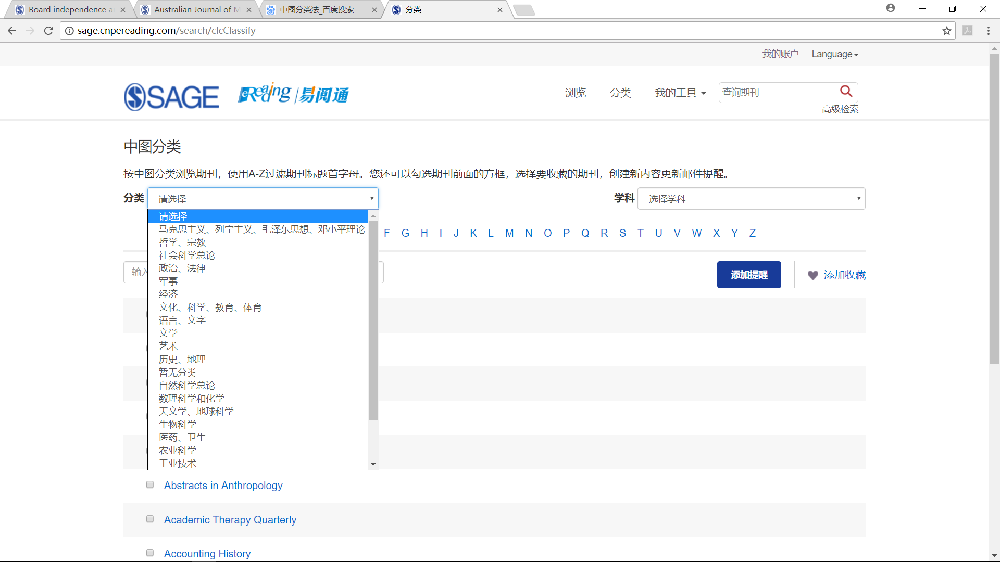 Board independence a
Australian Journal of M
中图分类法_百度搜索
分类
sage.cnpereading.com/search/clcClassify
我的账户 Language
SAGE eReading | 易阅通
浏览 分类 我的工具 查询期刊
高级检索
中图分类
按中图分类浏览期刊，使用A-Z过滤期刊标题首字母。您还可以勾选期刊前面的方框，选择要收藏的期刊，创建新内容更新邮件提醒。
分类 请选择 学科 选择学科
请选择
马克思主义、列宁主义、毛泽东思想、邓小平理论
哲学、宗教
社会科学总论
政治、法律
军事
经济
文化、科学、教育、体育
语言、文字
文学
艺术
历史、地理
暂无分类
自然科学总论
数理科学和化学
天文学、地球科学
生物科学
医药、卫生
农业科学
工业技术
F G H I J K L M N O P Q R S T U V W X Y Z
输入
添加提醒 添加收藏
Abstracts in Anthropology
Academic Therapy Quarterly
Accounting History